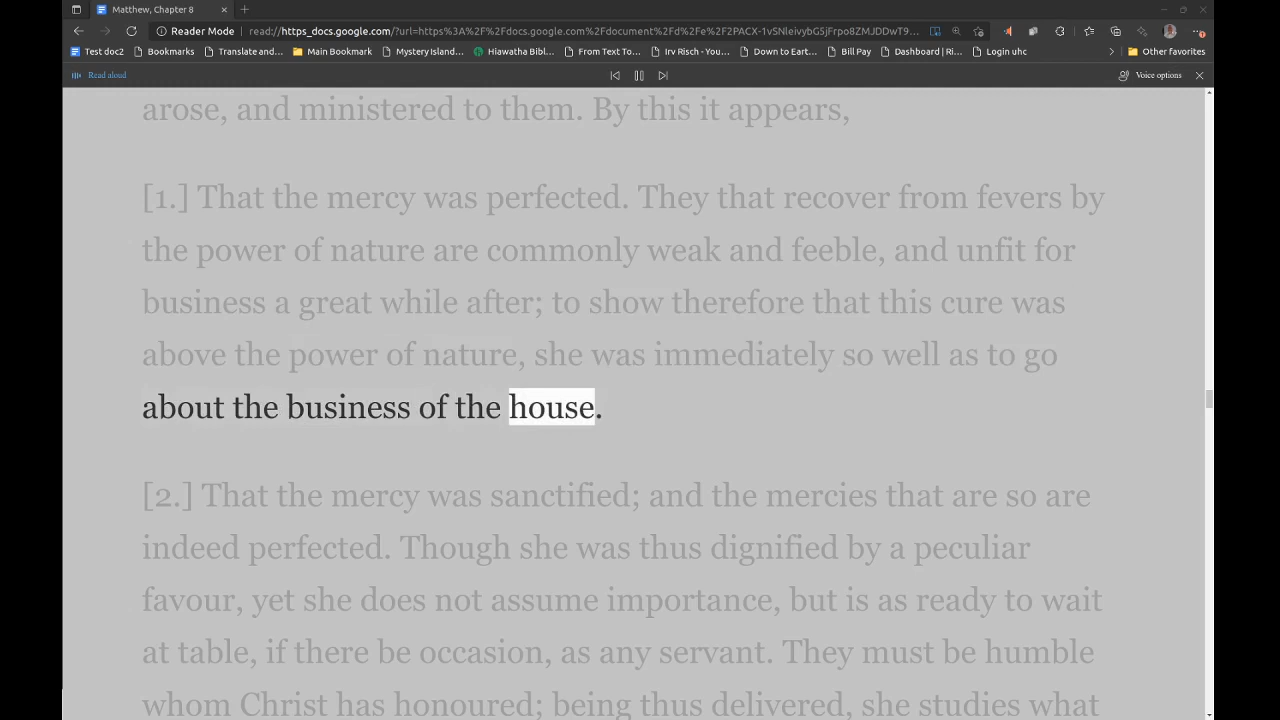 Matthew, Chapter 8
Reader Mode
read://https_docs.google.com/?url=https%3A%2F%2Fdocs.google.com%2Fdocument%2Fd%2Fe%2F2PACX-1vSNleivybG5jFrpo8ZMJDDwT9...
Test doc2
Bookmarks
Translate and...
Main Bookmark
Mystery Island...
Hiawatha Bibl...
From Text To...
Irv Risch - You...
Down to Eart...
Bill Pay
Dashboard | Ri...
Login uhc
Other favorites
Read aloud
Voice options
arose, and ministered to them. By this it appears,
[1.] That the mercy was perfected. They that recover from fevers by
the power of nature are commonly weak and feeble, and unfit for
business a great while after; to show therefore that this cure was
above the power of nature, she was immediately so well as to go
about the business of the house.
[2.] That the mercy was sanctified; and the mercies that are so are
indeed perfected. Though she was thus dignified by a peculiar
favour, yet she does not assume importance, but is as ready to wait
at table, if there be occasion, as any servant. They must be humble
whom Christ has honoured; being thus delivered, she studies what